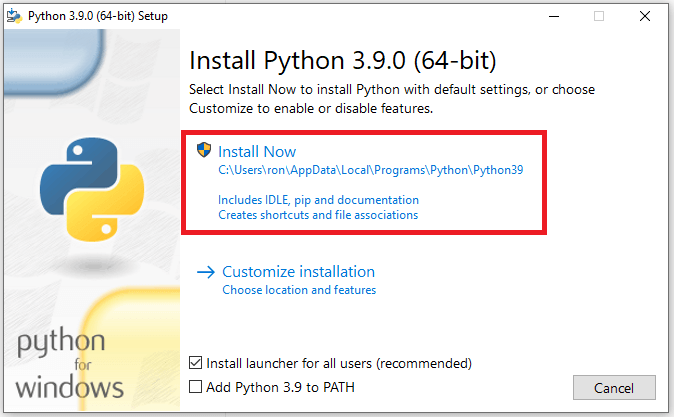 Python 3.9.0 (64-bit) Setup
Install Python 3.9.0 (64-bit)
Select Install Now to install Python with default settings, or choose
Customize to enable or disable features.
Install Now
C:\Users\ron\AppData\Local\Programs\Python\Python39
Includes IDLE, pip and documentation
Creates shortcuts and file associations
Customize installation
Choose location and features
python
for
windows
Install launcher for all users (recommended)
Add Python 3.9 to PATH
Cancel